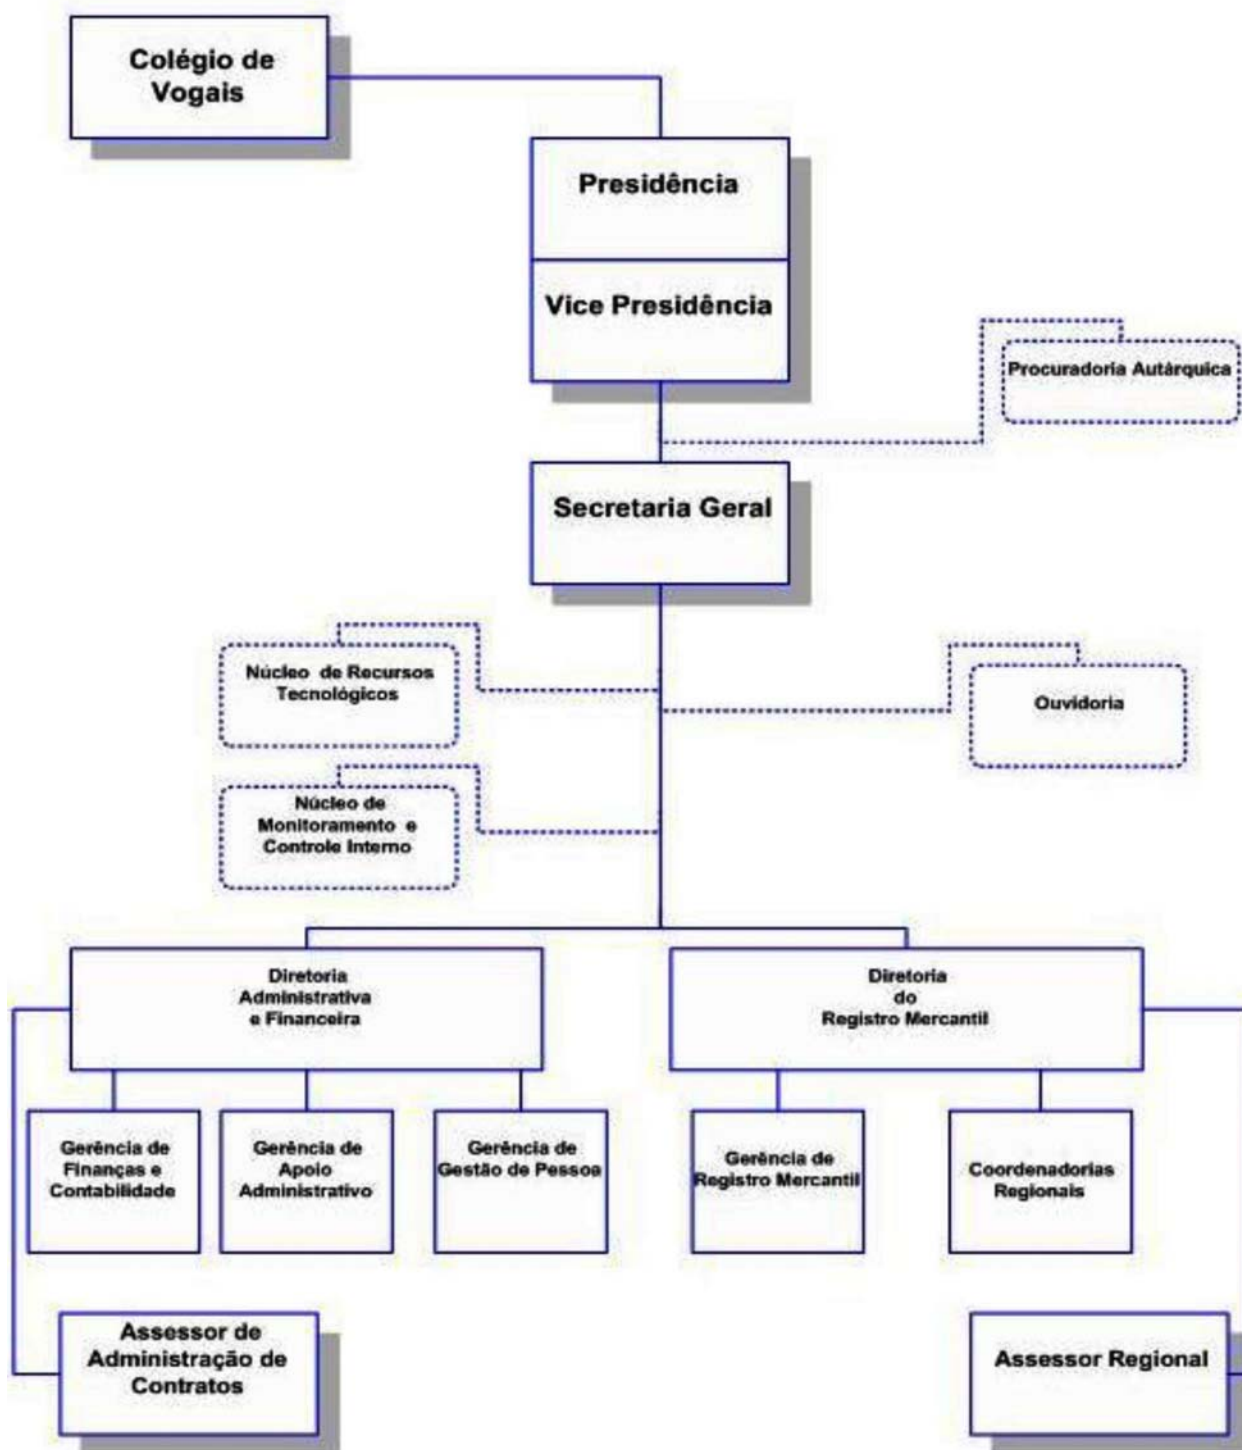 Colégio de
Vogais
Presidência
Vice Presidência
Procuradoria Autárquica
Secretaria Geral
Núcleo de Recursos
Tecnológicos
Ouvidoria
Núcleo de
Monitoramento e
Controle Interno
Diretoria
Administrativa
e Financeira
Diretoria
do
Registro Mercantil
Gerência de
Finanças e
Contabilidade
Gerência de
Apoio
Administrativo
Gerência de
Gestão de Pessoa
Gerência de
Registro Mercantil
Coordenadorias
Regionais
Assessor de
Administração de
Contratos
Assessor Regional